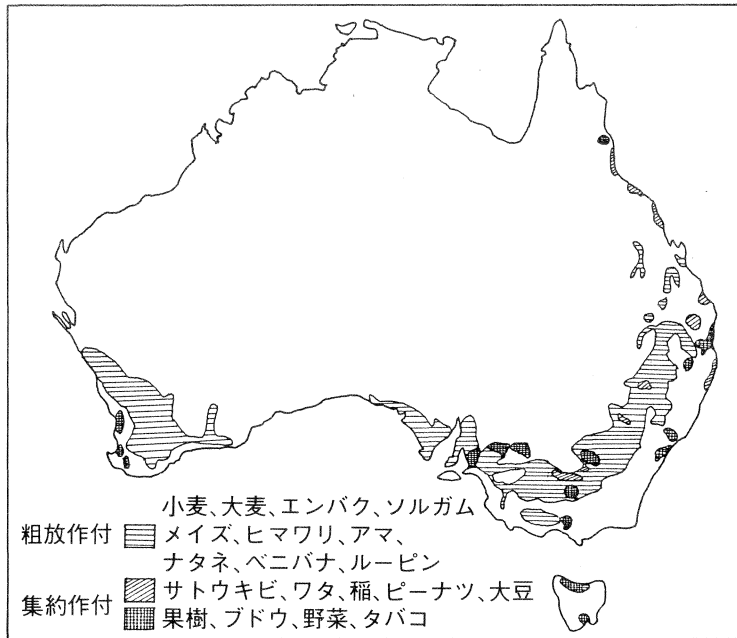 小麦、大麦、エンバク、ソルガム
粗放作付 メイズ、ヒマワリ、アマ、
ナタネ、ベニバナ、ルーピン
集約作付 サトウキビ、ワタ、稲、ピーナツ、大豆
果樹、ブドウ、野菜、タバコ